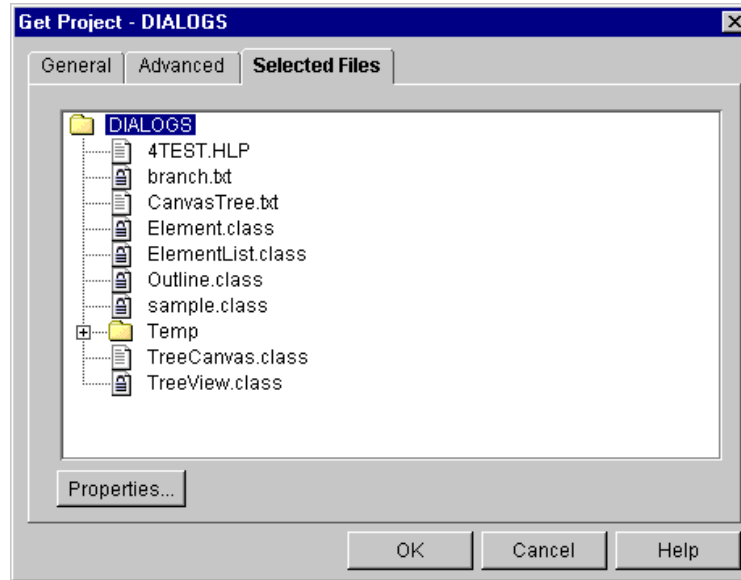 Get Project - DIALOGS
General Advanced Selected Files
DIALOGS
4TEST.HLP
branch.txt
CanvasTree.txt
Element.class
ElementList.class
Outline.class
sample.class
Temp
TreeCanvas.class
TreeView.class
Properties...
OK Cancel Help